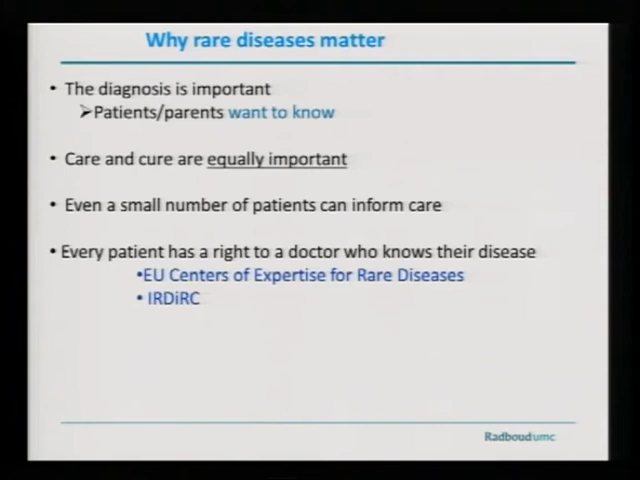 Why rare diseases matter
• The diagnosis is important
➢Patients/parents want to know
• Care and cure are equally important
• Even a small number of patients can inform care
• Every patient has a right to a doctor who knows their disease
•EU Centers of Expertise for Rare Diseases
• IRDiRC
Radboudumc